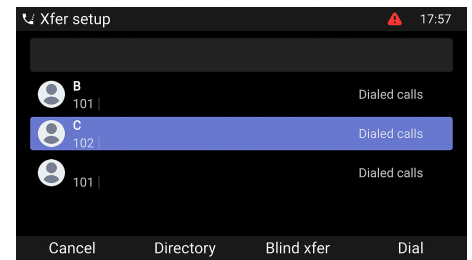 Xfer setup 17:57
B
101 Dialed calls
C
102 Dialed calls
101 Dialed calls
Cancel Directory Blind xfer Dial